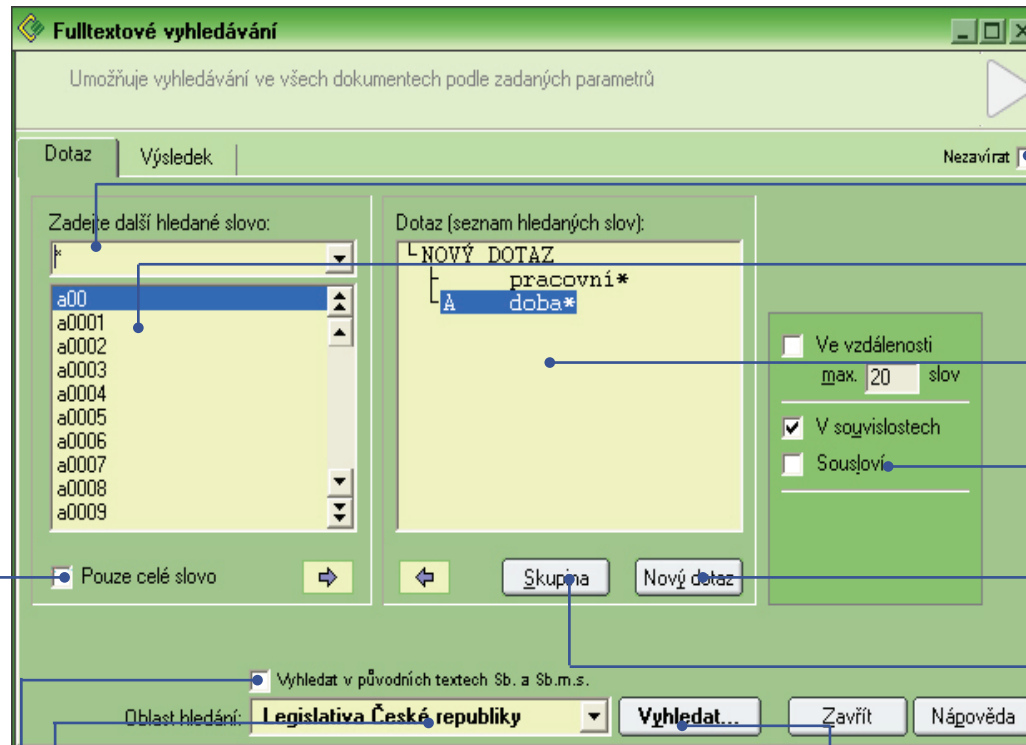 Fulltextové vyhledávání
Umožňuje vyhledávání ve všech dokumentech podle zadaných parametrů
Dotaz
Výsledek
Nezavírat
Zadejte další hledané slovo:
*
a00
a0001
a0002
a0003
a0004
a0005
a0006
a0007
a0008
a0009
Pouze celé slovo
Dotaz (seznam hledaných slov):
NOVÝ DOTAZ
pracovní*
A doba*
Skupina
Nový dotaz
Ve vzdálenosti
max. 20 slov
V souvislostech
Sousloví
Vyhledat v původních textech Sb. a Sb.m.s.
Oblast hledání: Legislativa České republiky
Vyhledat...
Zavřít
Nápověda